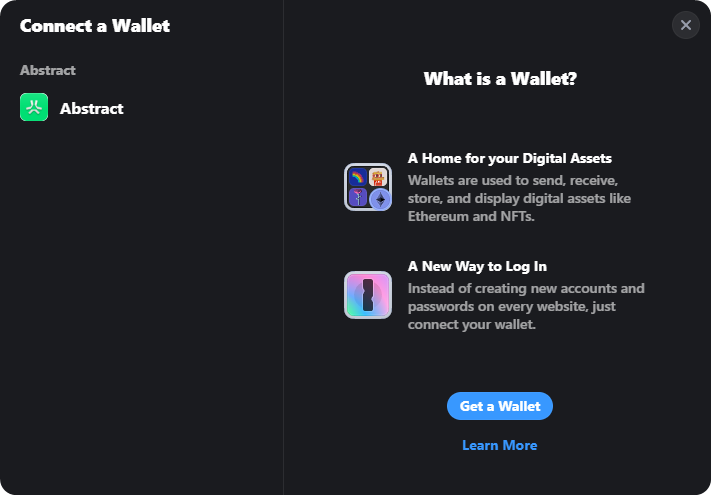 Connect a Wallet
Abstract
Abstract
What is a Wallet?
A Home for your Digital Assets
Wallets are used to send, receive,
store, and display digital assets like
Ethereum and NFTs.
A New Way to Log In
Instead of creating new accounts and
passwords on every website, just
connect your wallet.
Get a Wallet
Learn More